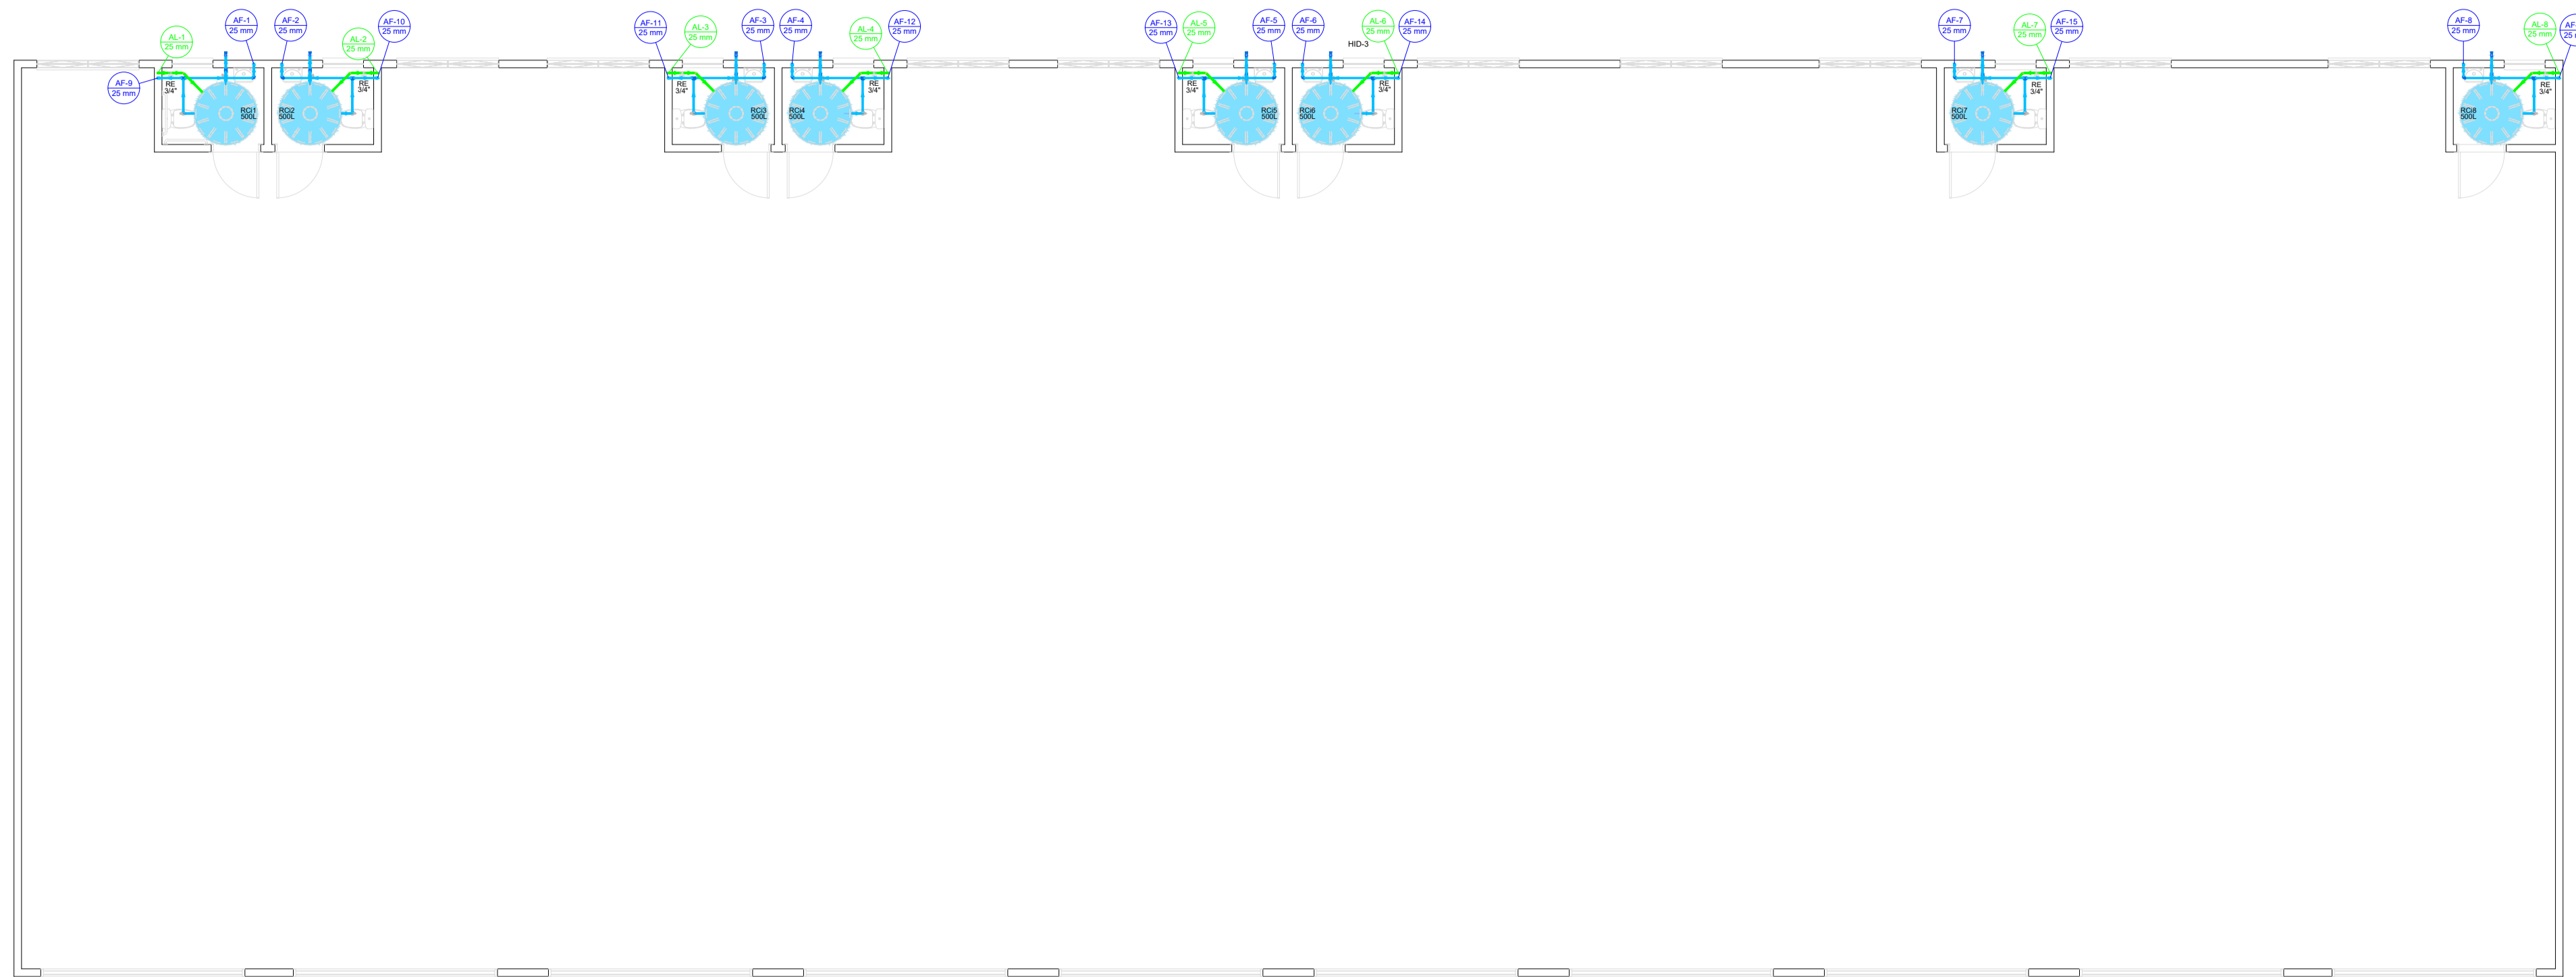 AF-1
25 mm
AF-2
25 mm
AF-10
25 mm
AL-1
25 mm
AL-2
25 mm
AF-9
25 mm
RE
3/4"
RE
3/4"
RCi1
500L
RCi2
500L
AF-11
25 mm
AL-3
25 mm
AF-3
25 mm
AF-4
25 mm
AL-4
25 mm
AF-12
25 mm
RE
3/4"
RE
3/4"
RCi3
500L
RCi4
500L
AF-13
25 mm
AL-5
25 mm
AF-5
25 mm
AF-6
25 mm
AL-6
25 mm
AF-14
25 mm
HID-3
RE
3/4"
RE
3/4"
RCi5
500L
RCi6
500L
AF-7
25 mm
AL-7
25 mm
AF-15
25 mm
RE
3/4"
RCi7
500L
AF-8
25 mm
AL-8
25 mm
RE
3/4"
RCi8
500L